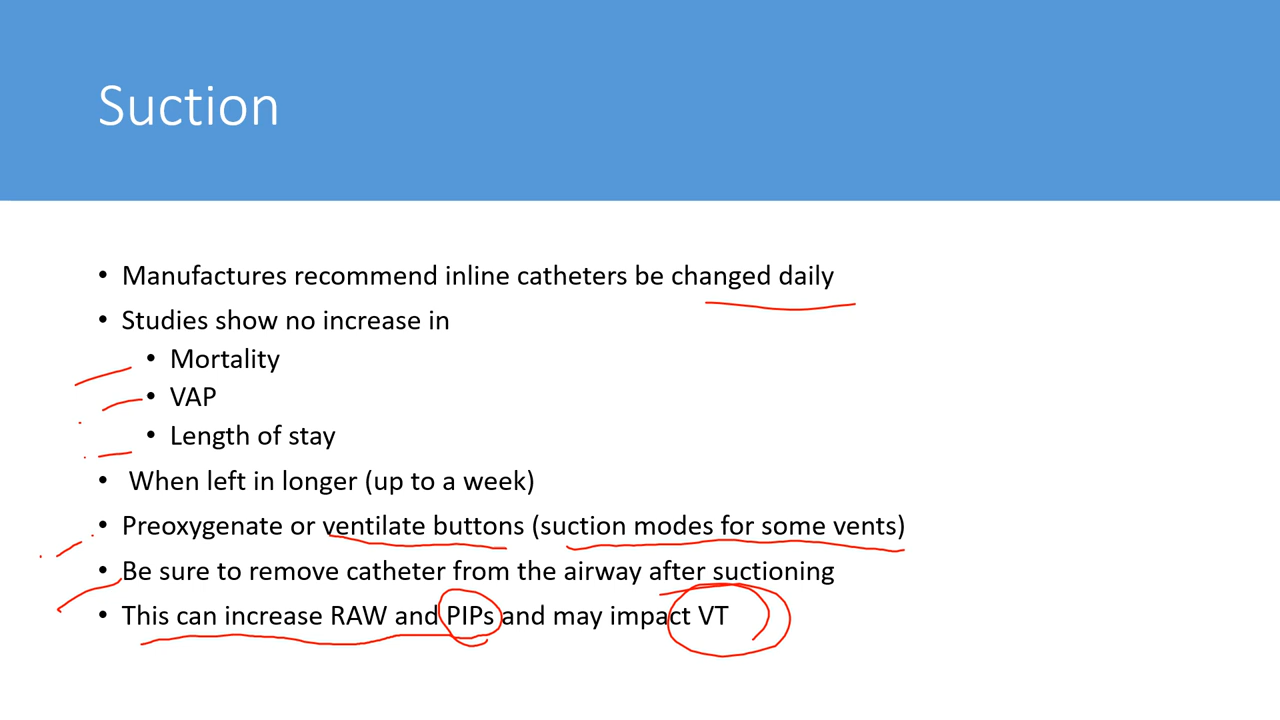 Suction
• Manufactures recommend inline catheters be changed daily
• Studies show no increase in
• Mortality
• VAP
• Length of stay
• When left in longer (up to a week)
• Preoxygenate or ventilate buttons (suction modes for some vents)
• Be sure to remove catheter from the airway after suctioning
• This can increase RAW and PIPs and may impact VT